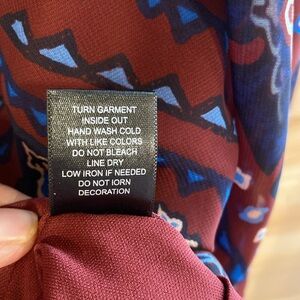 TURN GARMENT
INSIDE OUT
HAND WASH COLD
WITH LIKE COLORS
DO NOT BLEACH
LINE DRY
LOW IRON IF NEEDED
DO NOT IORN
DECORATION